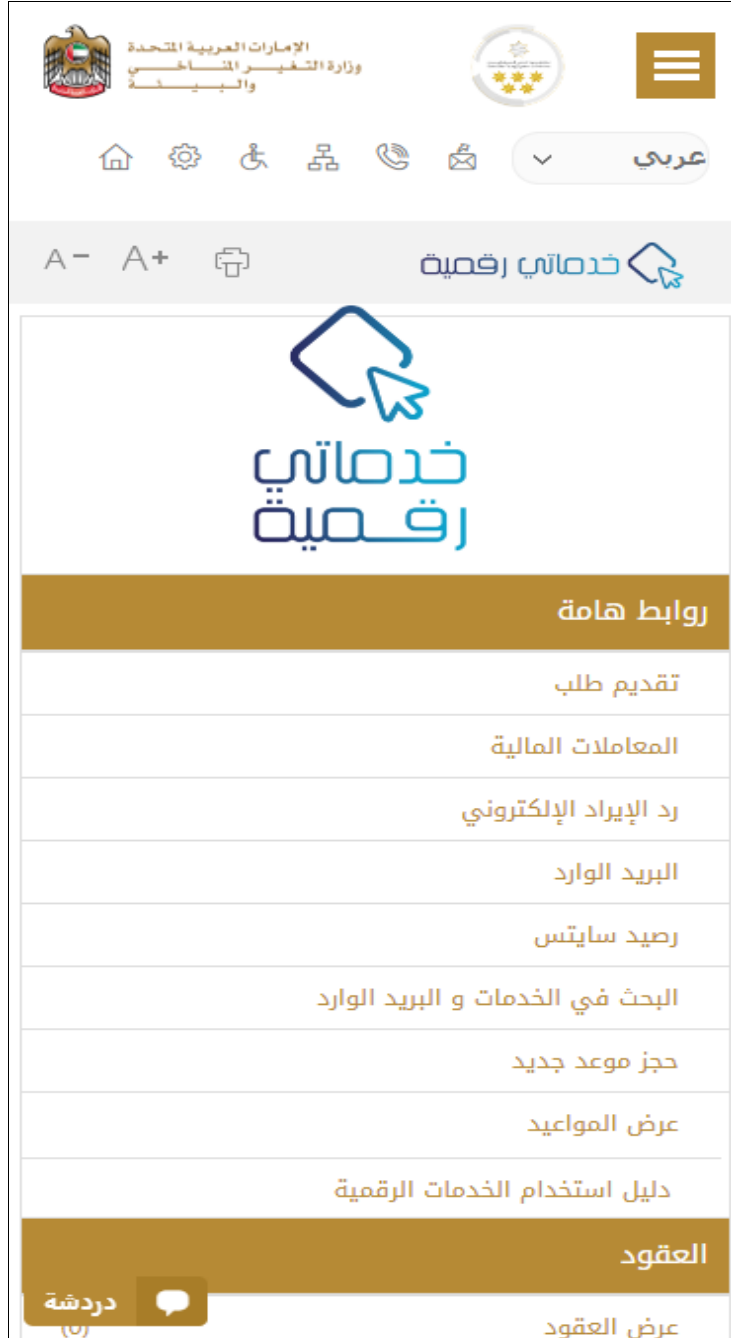 الإمارات العربية المتحدة
وزارة التغير المناخي
والبيئة
عربي
خدماتي رقمية
A+
A-
خدماتي
رقمية
روابط هامة
تقديم طلب
المعاملات المالية
رد الإيراد الإلكتروني
البريد الوارد
رصيد سايتس
البحث في الخدمات و البريد الوارد
حجز موعد جديد
عرض المواعيد
دليل استخدام الخدمات الرقمية
العقود
دردشة
عرض العقود
(0)